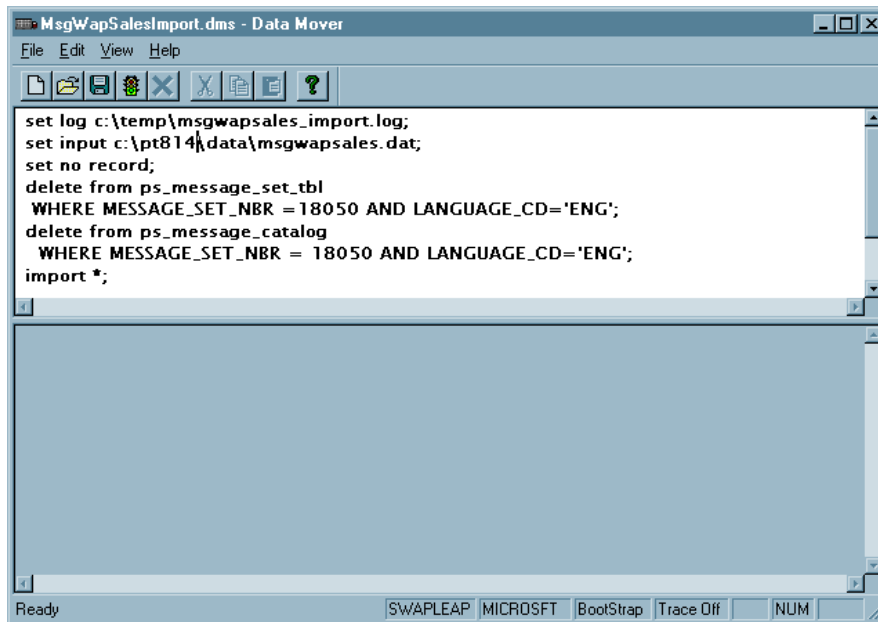 MsgWapSalesImport.dms - Data Mover
File Edit View Help
set log c:\temp\msgwapsales_import.log;
set input c:\pt814\data\msgwapsales.dat;
set no record;
delete from ps_message_set_tbl
WHERE MESSAGE_SET_NBR =18050 AND LANGUAGE_CD='ENG';
delete from ps_message_catalog
WHERE MESSAGE_SET_NBR = 18050 AND LANGUAGE_CD='ENG';
import *;
Ready SWAPLEAP MICROSFT BootStrap Trace Off NUM